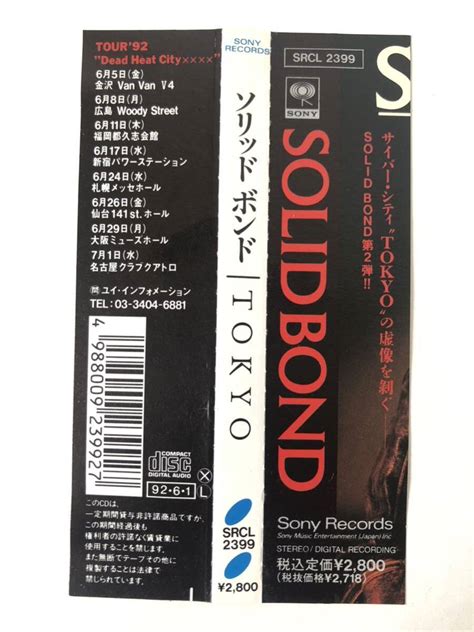 TOUR'92
"Dead Heat City××××"
6月5日(金)
金沢 Van Van V4
6月8日(月)
広島 Woody Street
6月11日(木)
福岡都久志会館
6月17日(水)
新宿パワーステーション
6月24日(水)
札幌メッセホール
6月26日(金)
仙台141st.ホール
6月29日(月)
大阪ミューズホール
7月1日(水)
名古屋クラブクアトロ
問 ユイ・インフォメーション
TEL: 03-3404-6881
4 988009 239927
COMPACT
disc
DIGITAL AUDIO
92・6・1 L
このCDは、
一定期間貸与非許諾商品ですが、
この期間経過後も
権利者の許諾なく賃貸業
に使用することを禁じます。
また無断でテープその他に
複製することは法律で
禁じられています。
SONY
RECORDS
ソリッド ボンド
TOKYO
SRCL
2399
¥2,800
SRCL 2399
SONY
S
サイバー・シティ"TOKYO"の虚像を剥ぐ
SOLID BOND第2弾!!
SOLID BOND
Sony Records
Sony Music Entertainment (Japan) Inc
STEREO/DIGITAL RECORDING
税込定価¥2,800
(税抜価格¥2,718)